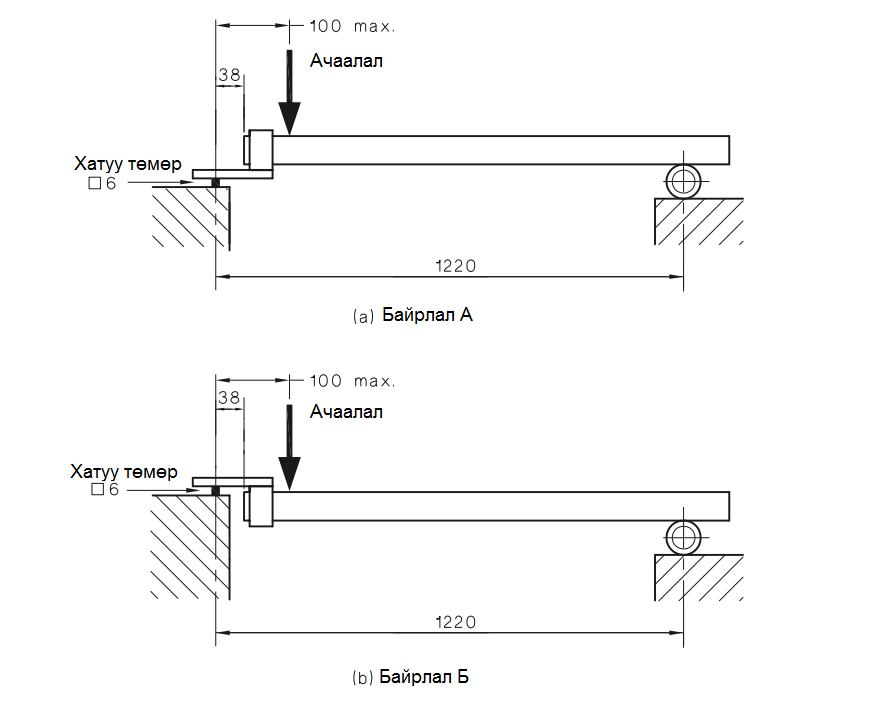 100 max.
Ачаалал
38
Хатуу төмөр
□ 6
1220
(a) Байрлал А
100 max.
Ачаалал
38
Хатуу төмөр
□ 6
1220
(b) Байрлал Б